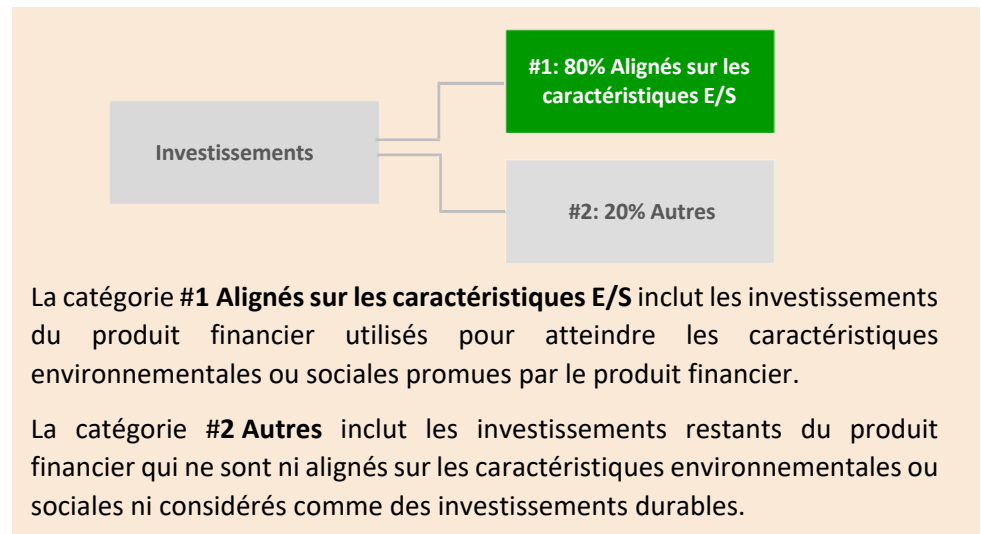 #1: 80% Alignés sur les
caractéristiques E/S
Investissements
#2: 20% Autres
La catégorie #1 Alignés sur les caractéristiques E/S inclut les investissements
du produit financier utilisés pour atteindre les caractéristiques
environnementales ou sociales promues par le produit financier.
La catégorie #2 Autres inclut les investissements restants du produit
financier qui ne sont ni alignés sur les caractéristiques environnementales ou
sociales ni considérés comme des investissements durables.